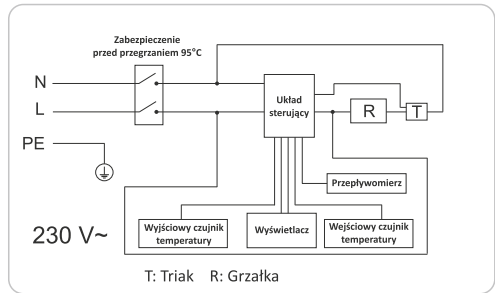 Zabezpieczenie
przed przegrzaniem 95°C
N
L
PE
Układ
sterujący
R
T
Przepływomierz
Wyjściowy czujnik
temperatury
Wyświetlacz
Wejściowy czujnik
temperatury
230 V~
T: Triak R: Grzałka